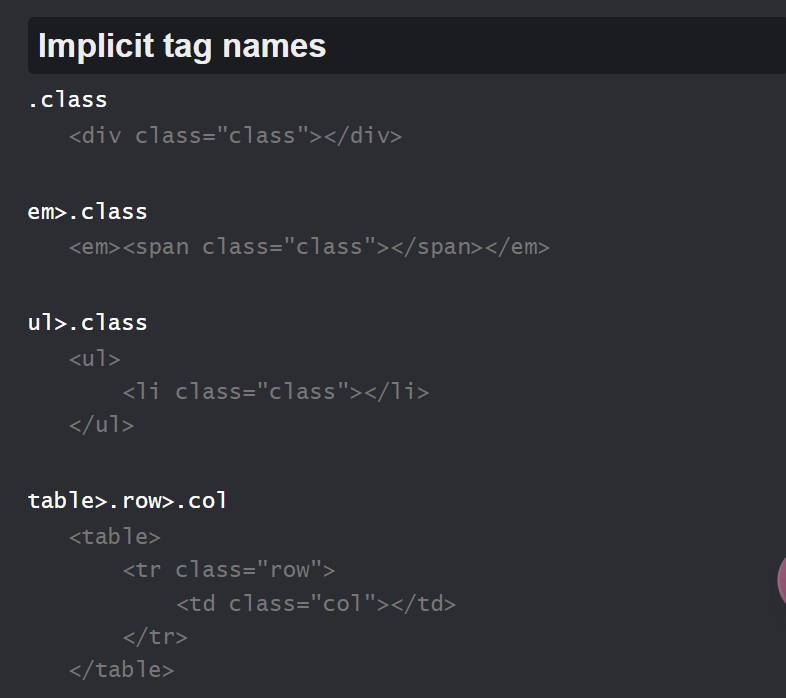 Implicit tag names
.class
<div class="class"></div>
em>.class
<em><span class="class"></span></em>
ul>.class
<ul>
<li class="class"></li>
</ul>
table>.row>.col
<table>
<tr class="row">
<td class="col"></td>
</tr>
</table>